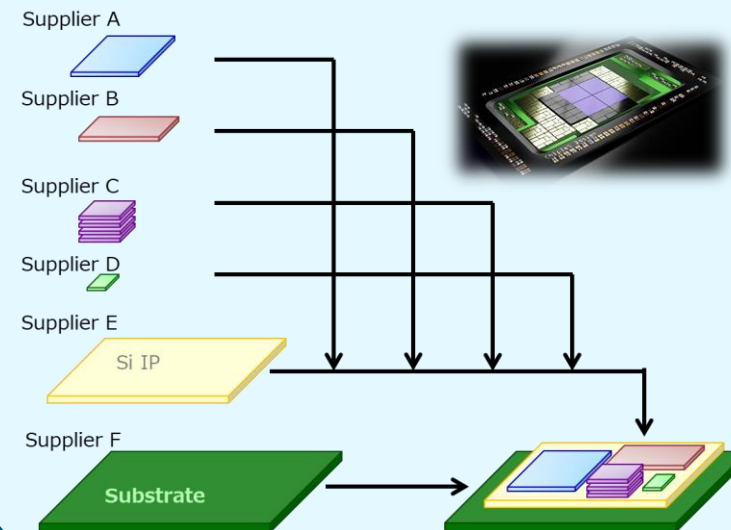 Supplier A
Supplier B
Supplier C
Supplier D
Supplier E
Si IP
Supplier F
Substrate